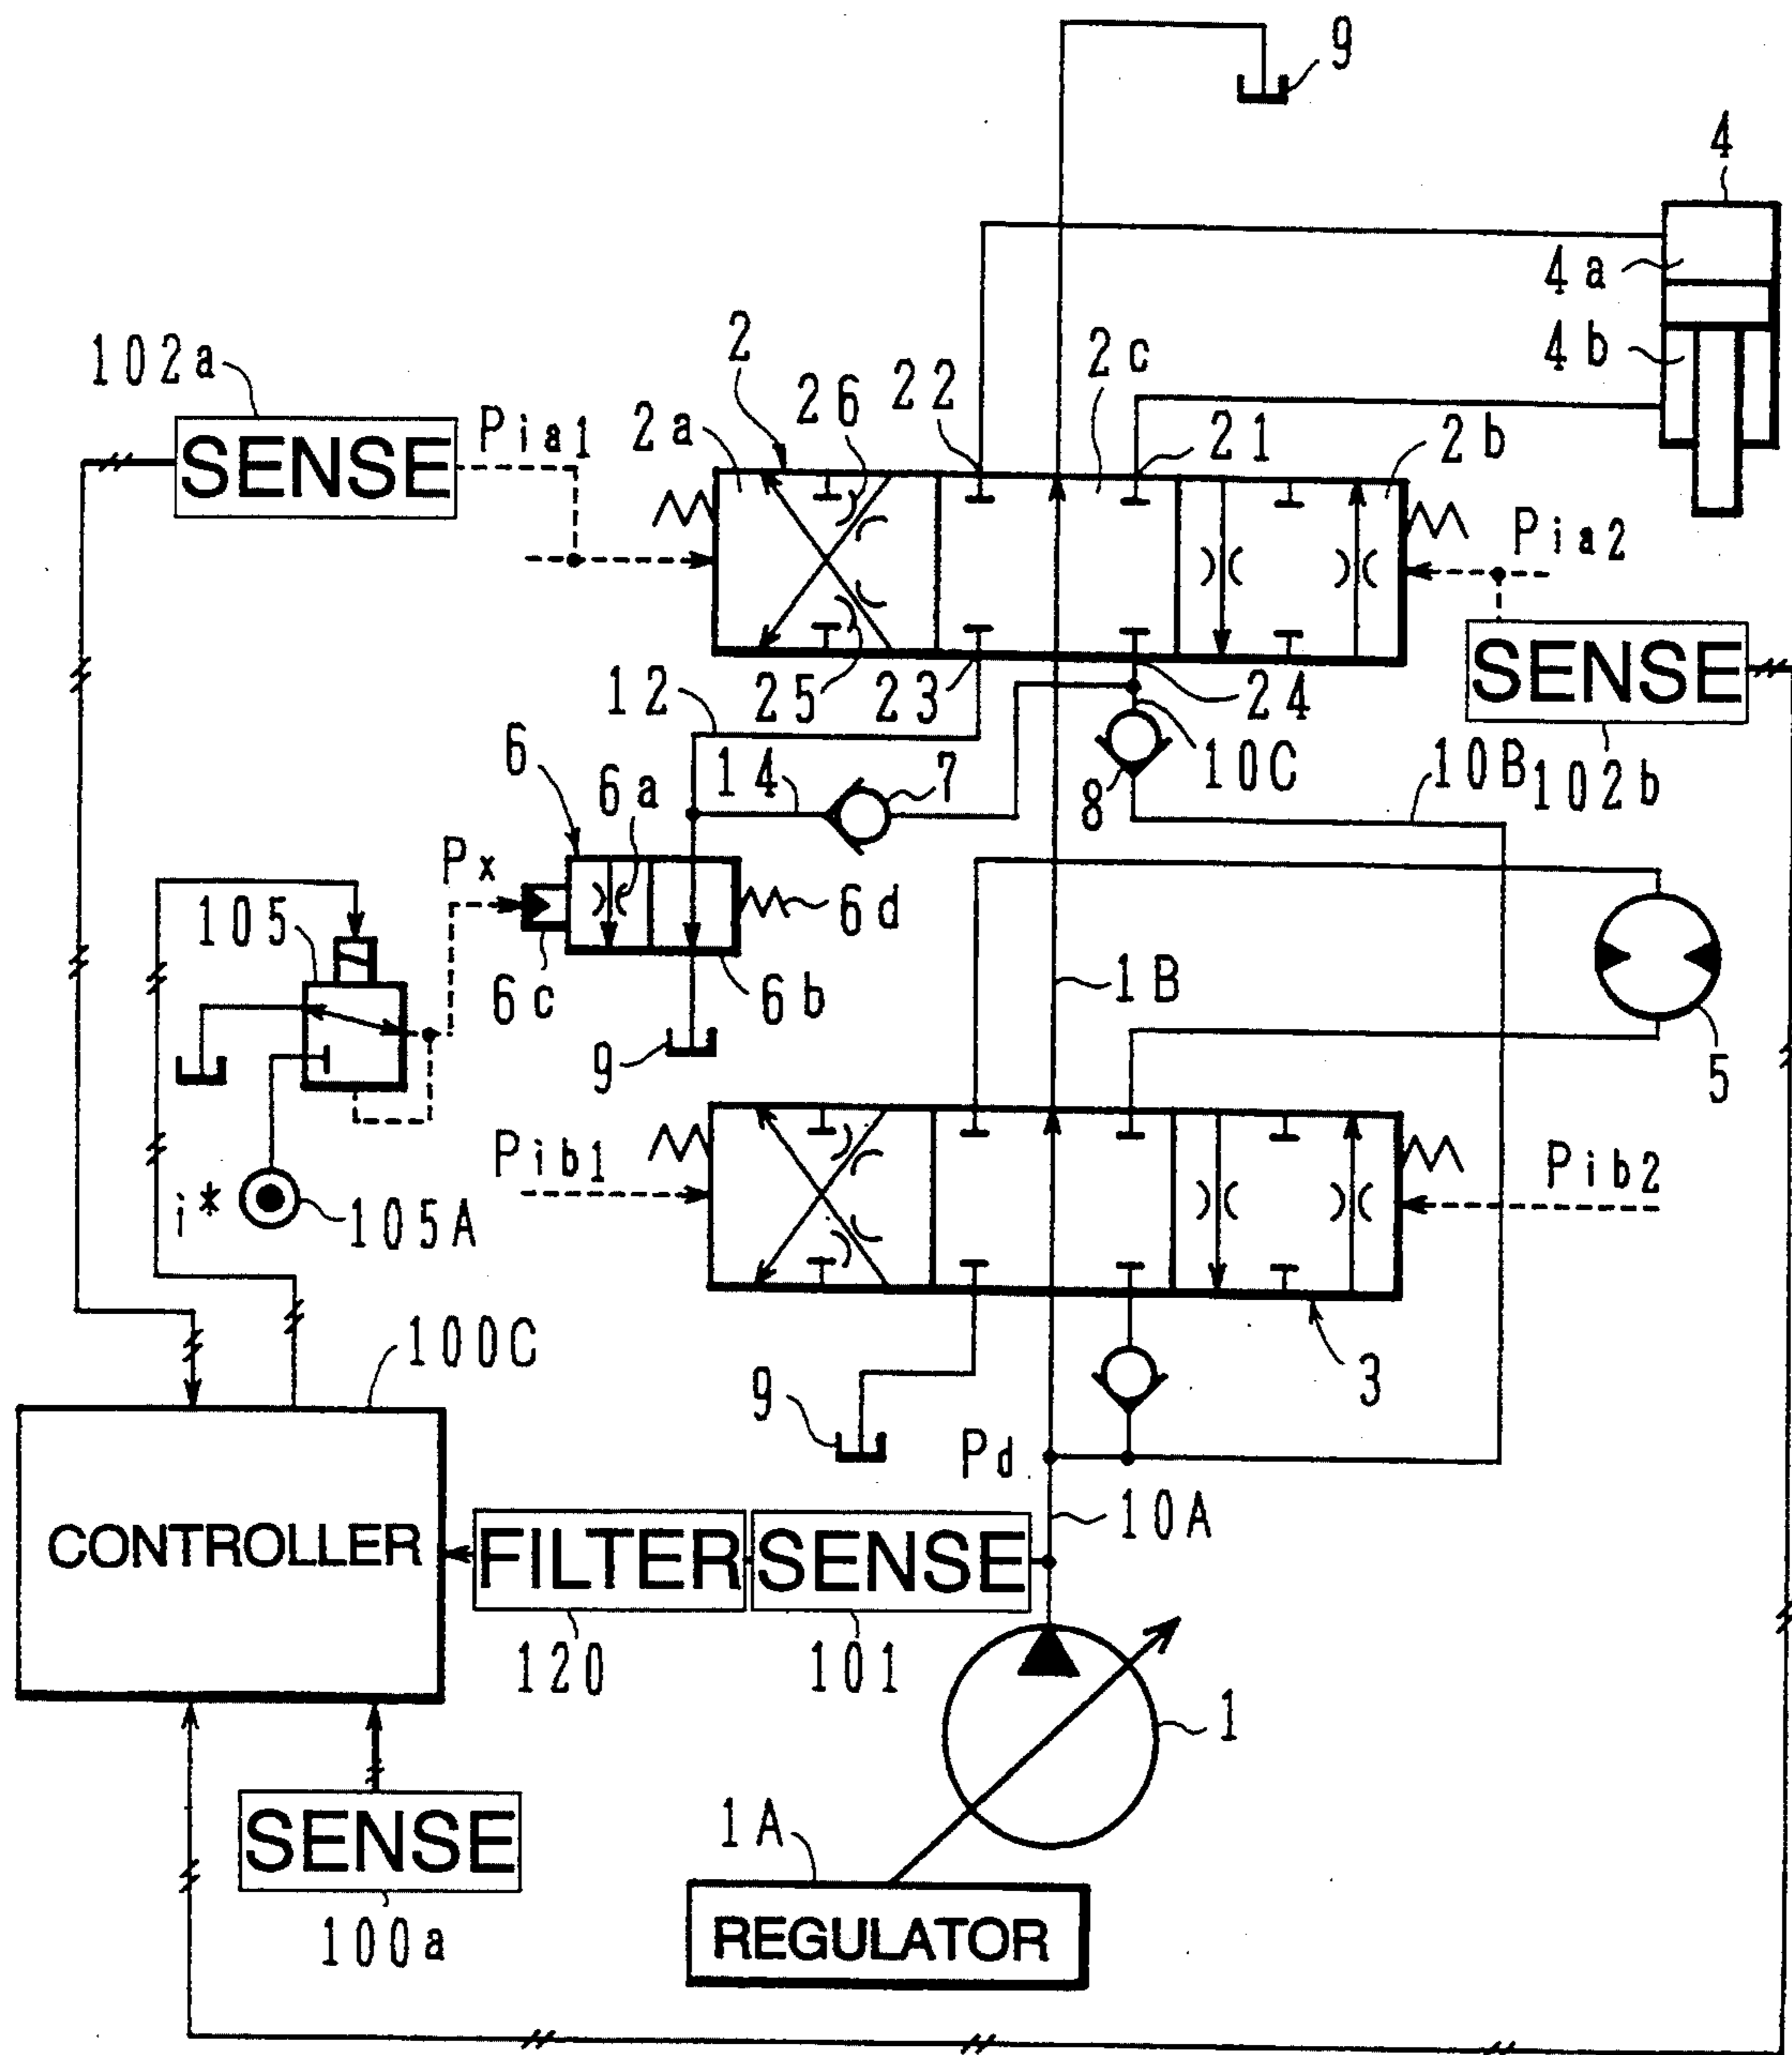 9
4
4a
4b
102a
SENSE
Pia1
2a
2
26
22
2c
21
2b
Pia2
SENSE
102b
12
25
23
24
10C
10B
8
6
6a
14
7
Px
105
6c
6d
6b
9
1B
5
Pib1
Pib2
i*
105A
100C
9
3
Pd
10A
CONTROLLER
FILTER
SENSE
120
101
1
SENSE
100a
1A
REGULATOR